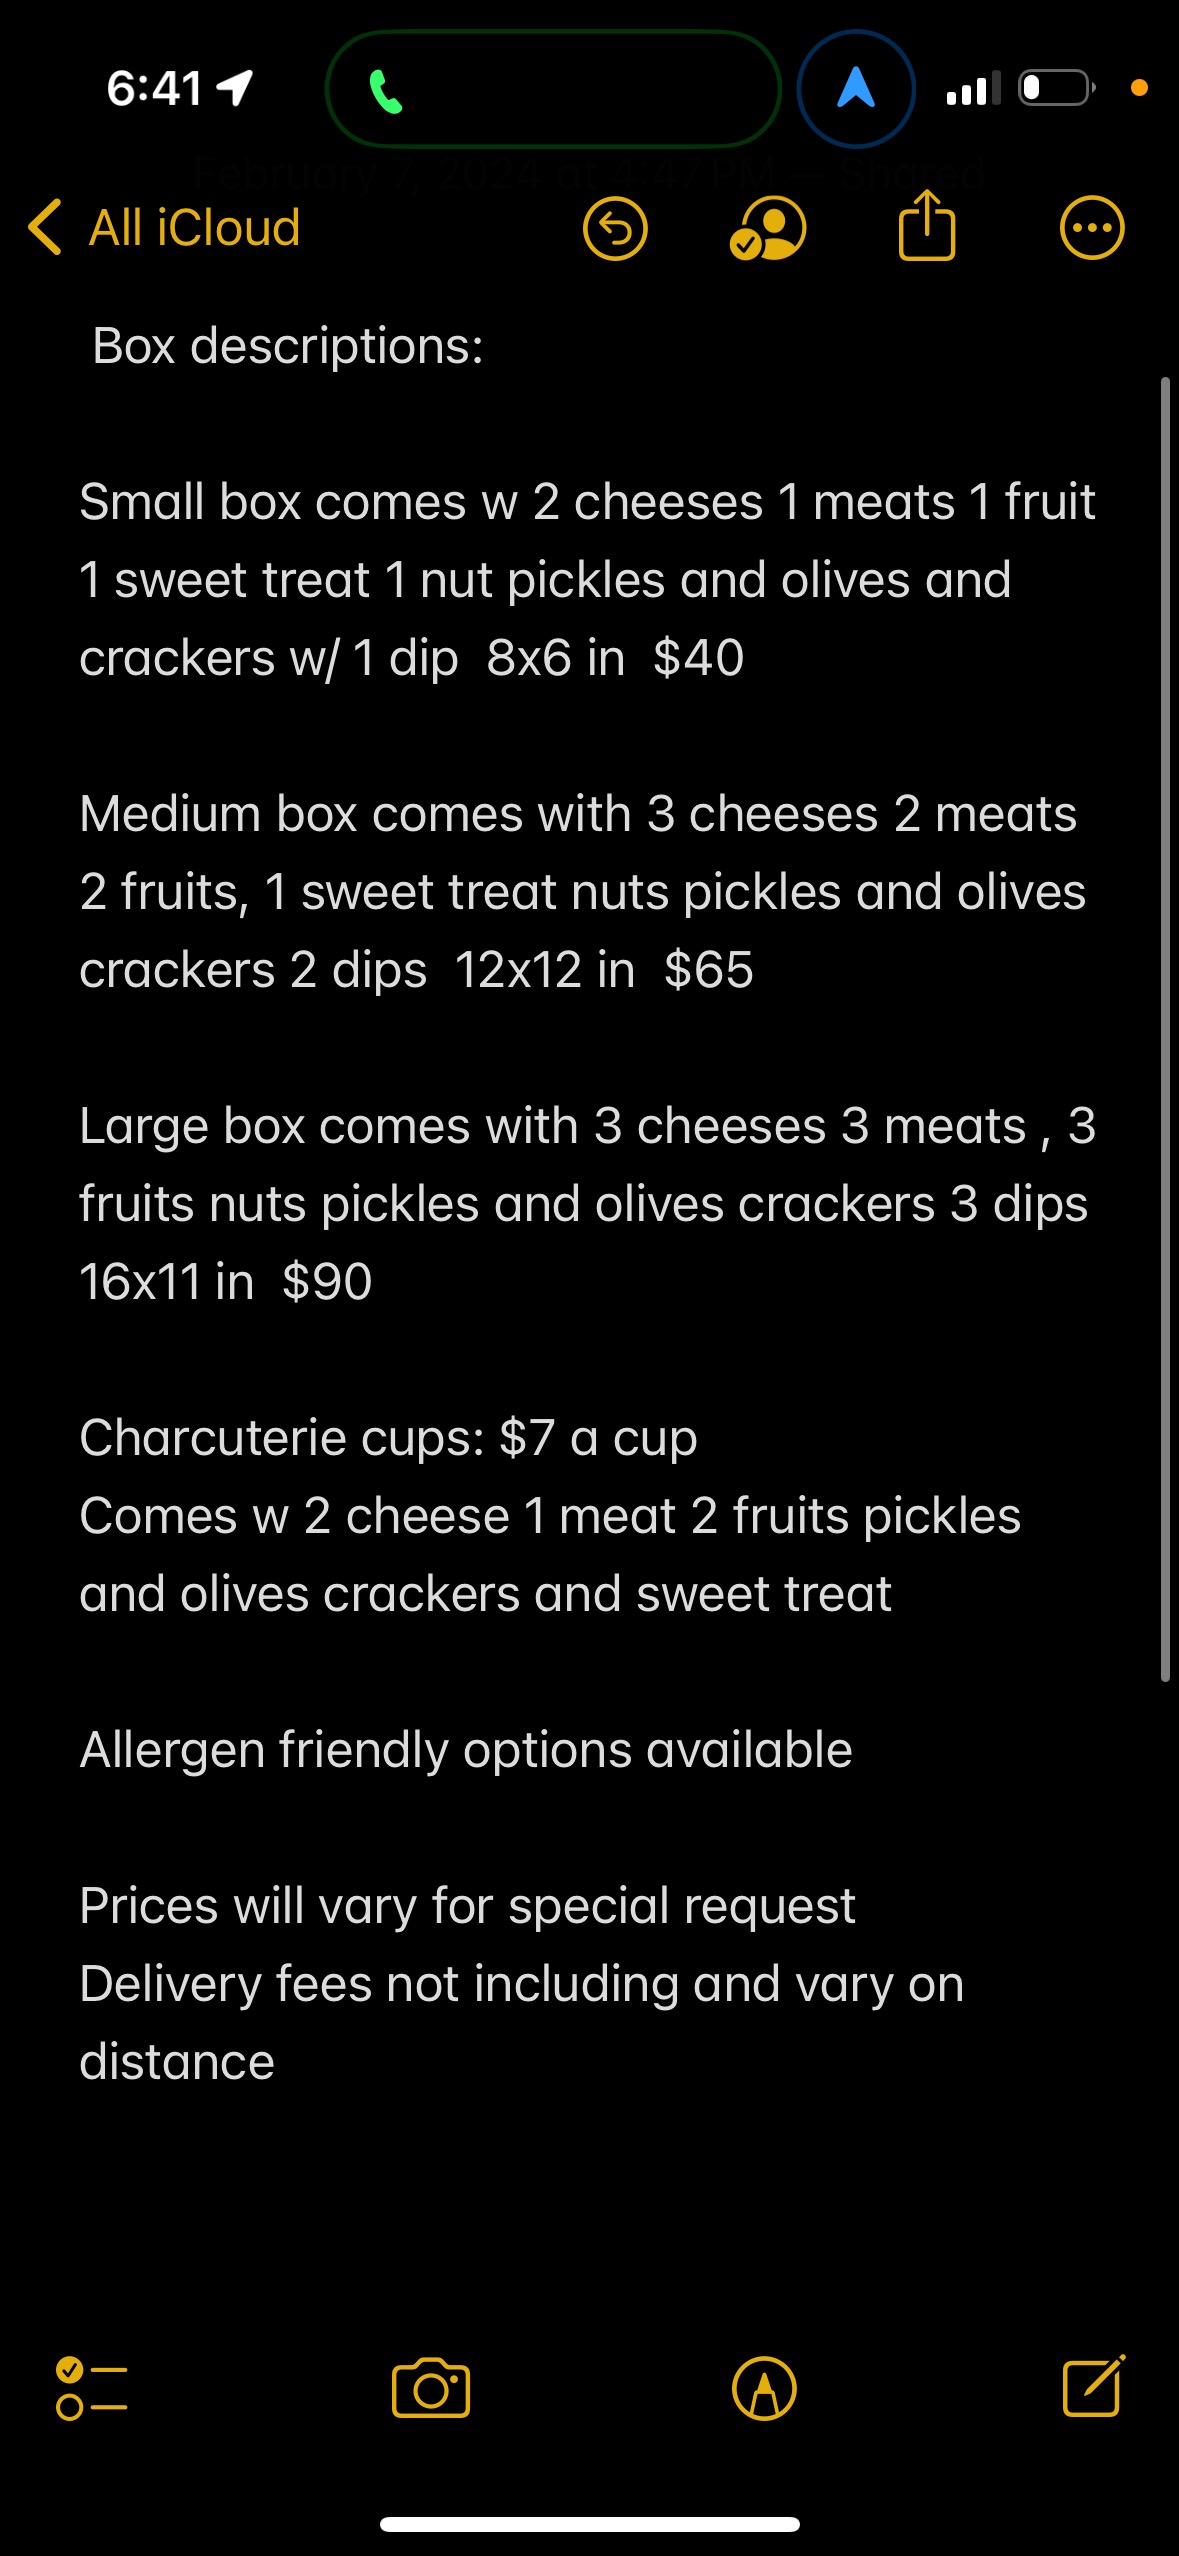 6:41
February 7, 2024 at 4:47 PM — Shared
All iCloud
Box descriptions:
Small box comes w 2 cheeses 1 meats 1 fruit
1 sweet treat 1 nut pickles and olives and
crackers w/ 1 dip  8x6 in  $40
Medium box comes with 3 cheeses 2 meats
2 fruits, 1 sweet treat nuts pickles and olives
crackers 2 dips  12x12 in  $65
Large box comes with 3 cheeses 3 meats , 3
fruits nuts pickles and olives crackers 3 dips
16x11 in  $90
Charcuterie cups: $7 a cup
Comes w 2 cheese 1 meat 2 fruits pickles
and olives crackers and sweet treat
Allergen friendly options available
Prices will vary for special request
Delivery fees not including and vary on
distance